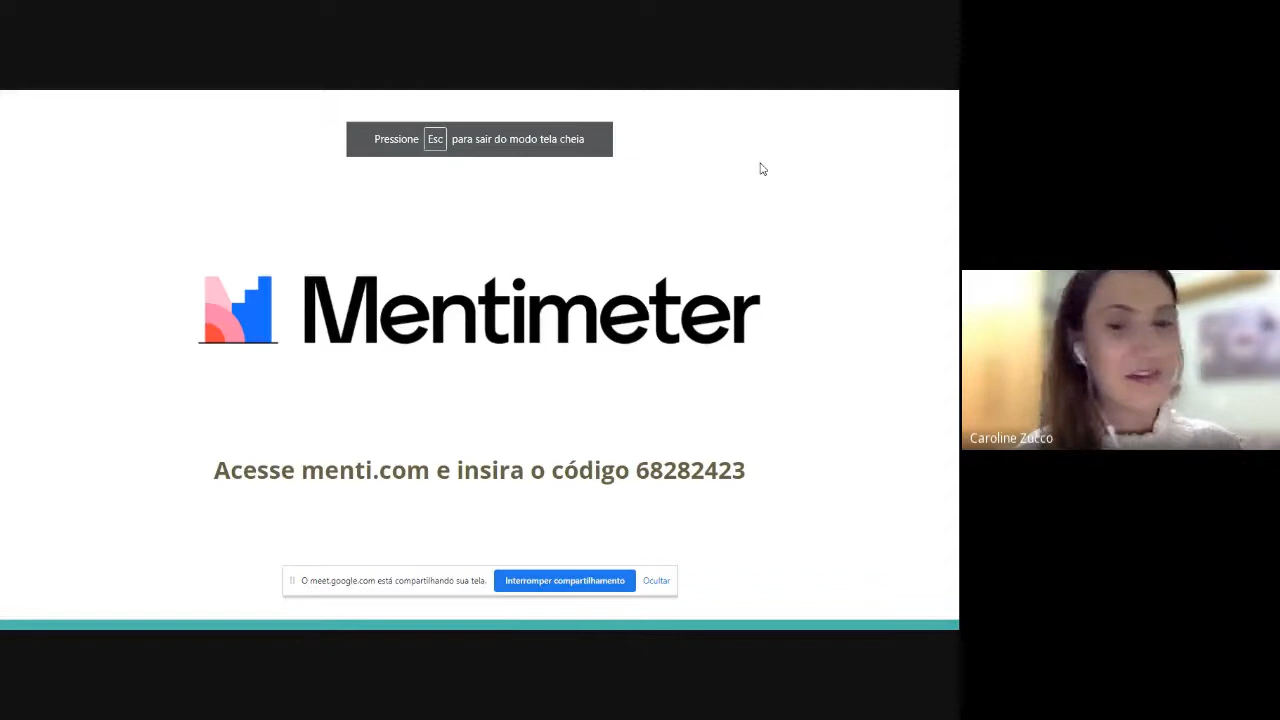 Pressione Esc para sair do modo tela cheia
Mentimeter
Acesse menti.com e insira o código 68282423
O meet.google.com está compartilhando sua tela.
Interromper compartilhamento
Ocultar
Caroline Zucco